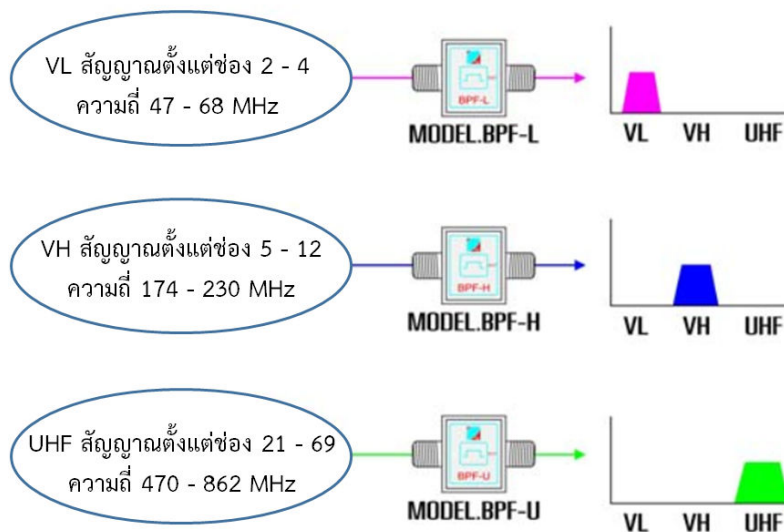 VL สัญญาณตั้งแต่ช่อง 2 - 4
ความถี่ 47 - 68 MHz
BPF-L
MODEL.BPF-L
VL VH UHF
VH สัญญาณตั้งแต่ช่อง 5 - 12
ความถี่ 174 - 230 MHz
BPF-H
MODEL.BPF-H
VL VH UHF
UHF สัญญาณตั้งแต่ช่อง 21 - 69
ความถี่ 470 - 862 MHz
BPF-U
MODEL.BPF-U
VL VH UHF